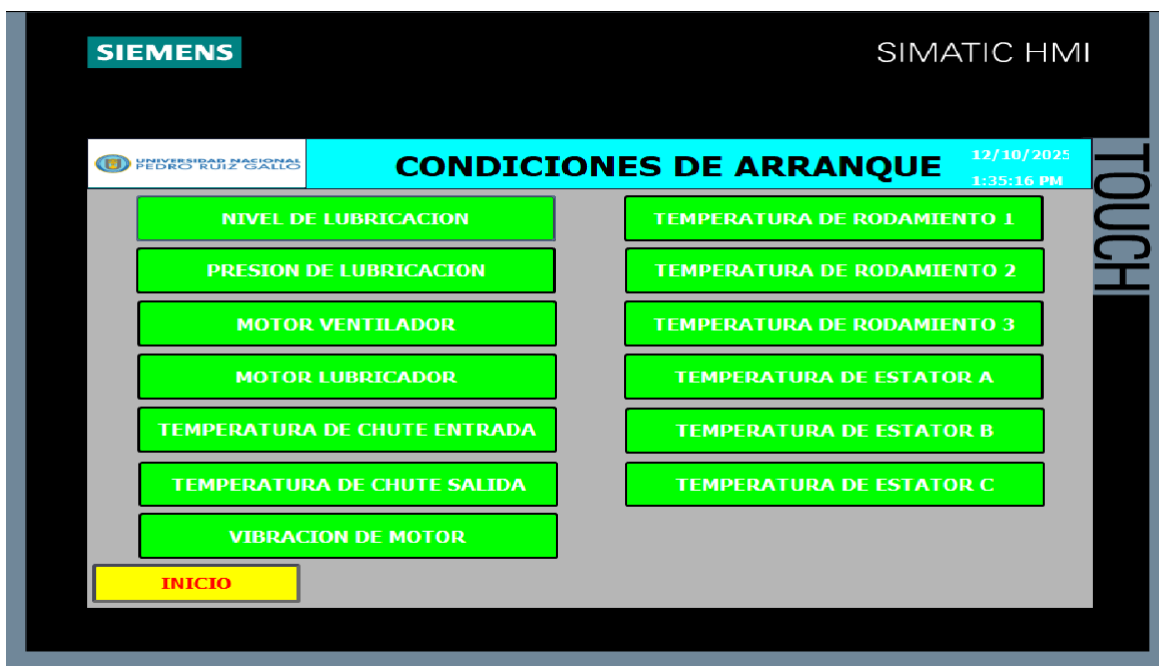 SIEMENS
SIMATIC HMI
TOUCH
UNIVERSIDAD NACIONAL
PEDRO RUIZ GALLO
CONDICIONES DE ARRANQUE
12/10/2025
1:35:16 PM
NIVEL DE LUBRICACION
PRESION DE LUBRICACION
MOTOR VENTILADOR
MOTOR LUBRICADOR
TEMPERATURA DE CHUTE ENTRADA
TEMPERATURA DE CHUTE SALIDA
VIBRACION DE MOTOR
TEMPERATURA DE RODAMIENTO 1
TEMPERATURA DE RODAMIENTO 2
TEMPERATURA DE RODAMIENTO 3
TEMPERATURA DE ESTATOR A
TEMPERATURA DE ESTATOR B
TEMPERATURA DE ESTATOR C
INICIO